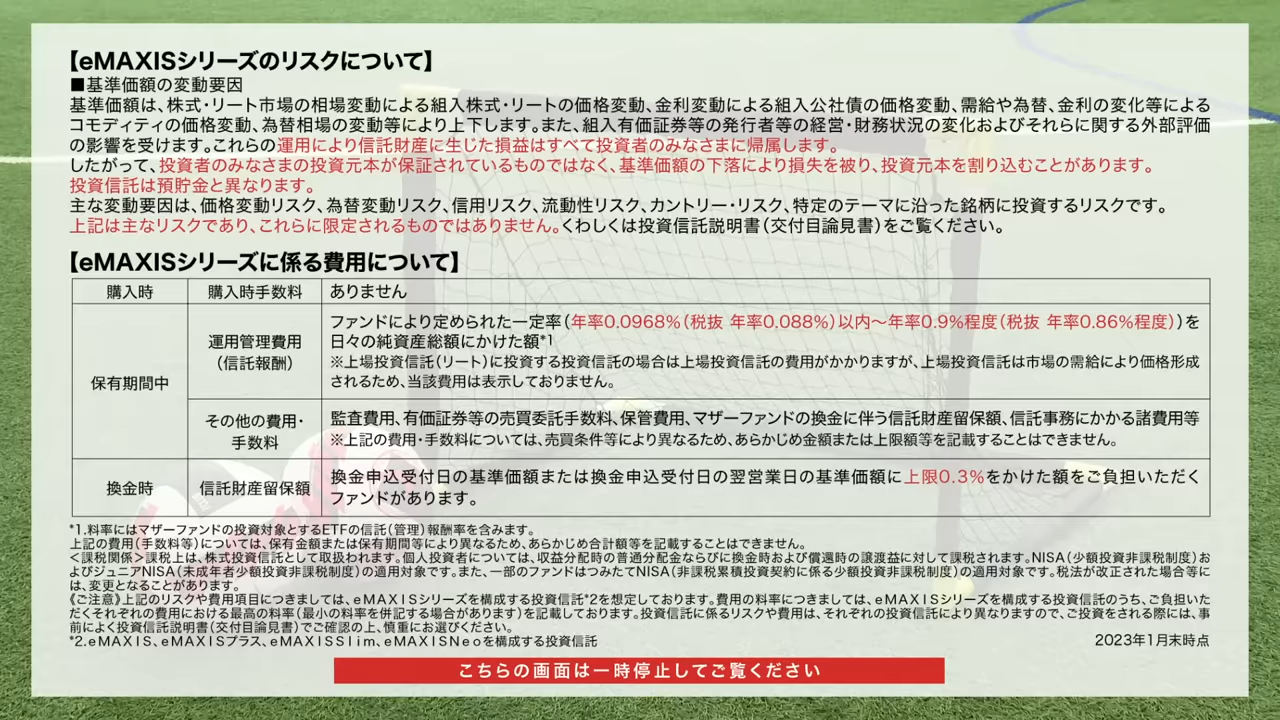 【eMAXISシリーズのリスクについて】
■基準価額の変動要因
基準価額は、株式・リート市場の相場変動による組入株式・リートの価格変動、金利変動による組入公社債の価格変動、需給や為替、金利の変化等による
コモディティの価格変動、為替相場の変動等により上下します。また、組入有価証券等の発行者等の経営・財務状況の変化およびそれらに関する外部評価
の影響を受けます。これらの運用により信託財産に生じた損益はすべて投資者のみなさまに帰属します。
したがって、投資者のみなさまの投資元本が保証されているものではなく、基準価額の下落により損失を被り、投資元本を割り込むことがあります。
投資信託は預貯金と異なります。
主な変動要因は、価格変動リスク、為替変動リスク、信用リスク、流動性リスク、カントリー・リスク、特定のテーマに沿った銘柄に投資するリスクです。
上記は主なリスクであり、これらに限定されるものではありません。くわしくは投資信託説明書（交付目論見書）をご覧ください。
【eMAXISシリーズに係る費用について】
購入時 購入時手数料 ありません
保有期間中
運用管理費用
（信託報酬）
ファンドにより定められた一定率（年率0.0968％（税抜 年率0.088％）以内～年率0.9％程度（税抜 年率0.86％程度））を
日々の純資産総額にかけた額*1
※上場投資信託（リート）に投資する投資信託の場合は上場投資信託の費用がかかりますが、上場投資信託は市場の需給により価格形成
されるため、当該費用は表示しておりません。
その他の費用・
手数料
監査費用、有価証券等の売買委託手数料、保管費用、マザーファンドの換金に伴う信託財産留保額、信託事務にかかる諸費用等
※上記の費用・手数料については、売買条件等により異なるため、あらかじめ金額または上限額等を記載することはできません。
換金時 信託財産留保額
換金申込受付日の基準価額または換金申込受付日の翌営業日の基準価額に上限0.3％をかけた額をご負担いただく
ファンドがあります。
*1.料率にはマザーファンドの投資対象とするETFの信託（管理）報酬率を含みます。
上記の費用（手数料等）については、保有金額または保有期間等により異なるため、あらかじめ合計額等を記載することはできません。
＜課税関係＞課税上は、株式投資信託として取扱われます。個人投資者については、収益分配時の普通分配金ならびに換金時および償還時の譲渡益に対して課税されます。NISA（少額投資非課税制度）お
よびジュニアNISA（未成年者少額投資非課税制度）の適用対象です。また、一部のファンドはつみたてNISA（非課税累積投資契約に係る少額投資非課税制度）の適用対象です。税法が改正された場合等に
は、変更となることがあります。
《ご注意》上記のリスクや費用項目につきましては、eMAXISシリーズを構成する投資信託*2を想定しております。費用の料率につきましては、eMAXISシリーズを構成する投資信託のうち、ご負担いた
だくそれぞれの費用における最高の料率（最小の料率を併記する場合があります）を記載しております。投資信託に係るリスクや費用は、それぞれの投資信託により異なりますので、ご投資をされる際には、事
前によく投資信託説明書（交付目論見書）でご確認の上、慎重にお選びください。
*2.eMAXIS、eMAXISプラス、eMAXISSlim、eMAXISNeoを構成する投資信託
2023年1月末時点
こちらの画面は一時停止してご覧ください